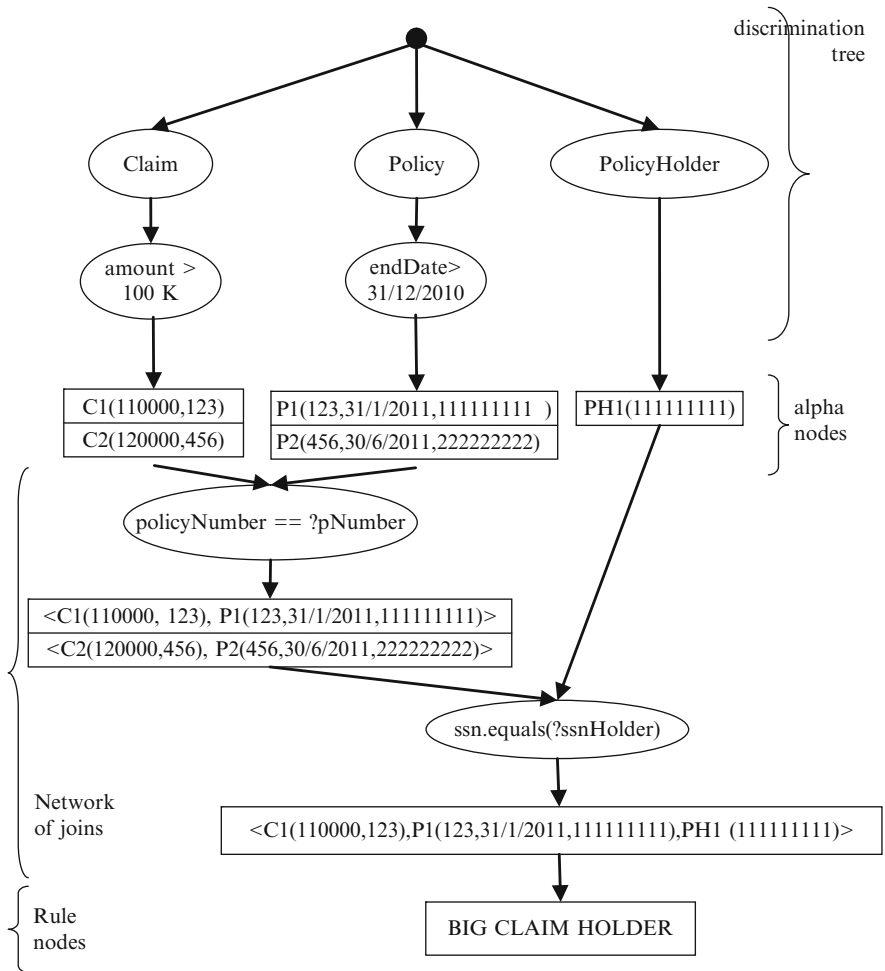 discrimination
tree
Claim
Policy
PolicyHolder
amount >
100 K
endDate>
31/12/2010
C1(110000,123)
C2(120000,456)
P1(123,31/1/2011,111111111 )
P2(456,30/6/2011,222222222)
PH1(111111111)
alpha
nodes
policyNumber == ?pNumber
<C1(110000, 123), P1(123,31/1/2011,111111111)>
<C2(120000,456), P2(456,30/6/2011,222222222)>
ssn.equals(?ssnHolder)
Network
of joins
<C1(110000,123),P1(123,31/1/2011,111111111),PH1 (111111111)>
Rule
nodes
BIG CLAIM HOLDER